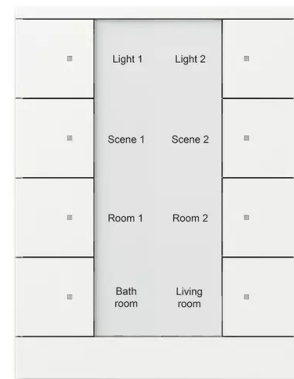 Light 1 Light 2
Scene 1 Scene 2
Room 1 Room 2
Bath Living
room room